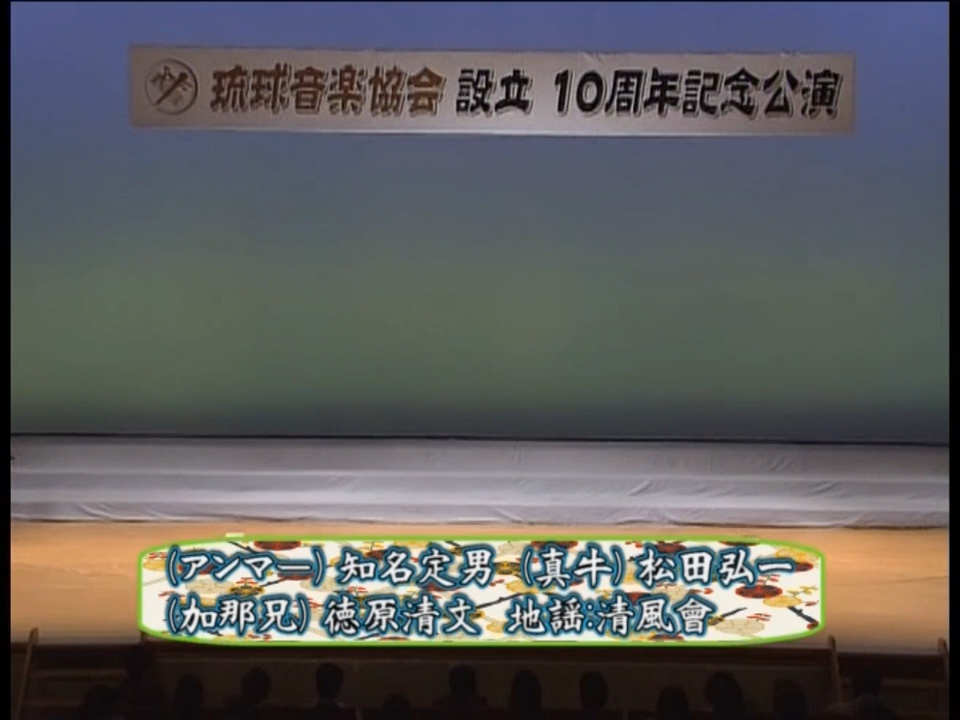 琉球音楽協会 設立 10周年記念公演
(アンマー) 知名定男 (真牛) 松田弘一
(加那兄) 徳原清文 地謡:清風會